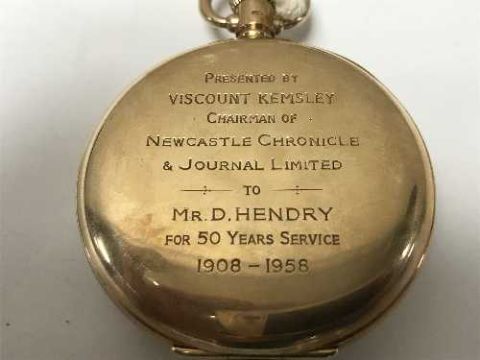 PRESENTED BY
VISCOUNT KEMSLEY
CHAIRMAN OF
NEWCASTLE CHRONICLE
& JOURNAL LIMITED
TO
MR. D. HENDRY
FOR 50 YEARS SERVICE
1908 - 1958